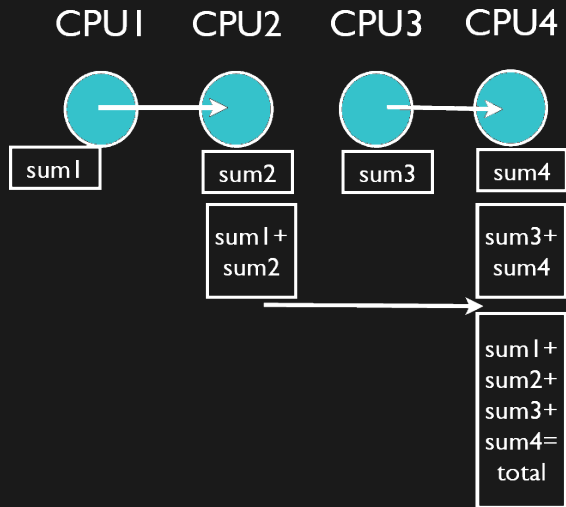 CPU1 CPU2 CPU3 CPU4
sum1 sum2 sum3 sum4
sum1+
sum2
sum3+
sum4
sum1+
sum2+
sum3+
sum4=
total